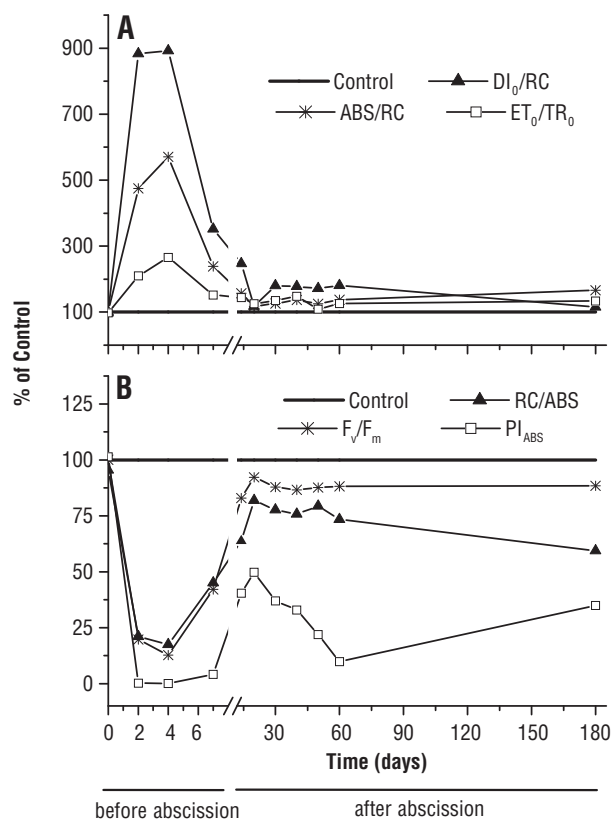 A
900
700
500
300
100
Control
DI₀/RC
ABS/RC
ET₀/TR₀
% of Control
B
125
100
75
50
25
0
Control
RC/ABS
Fᵥ/Fₘ
PI_ABS
0 2 4 6 30 60 90 120 150 180
Time (days)
before abscission
after abscission